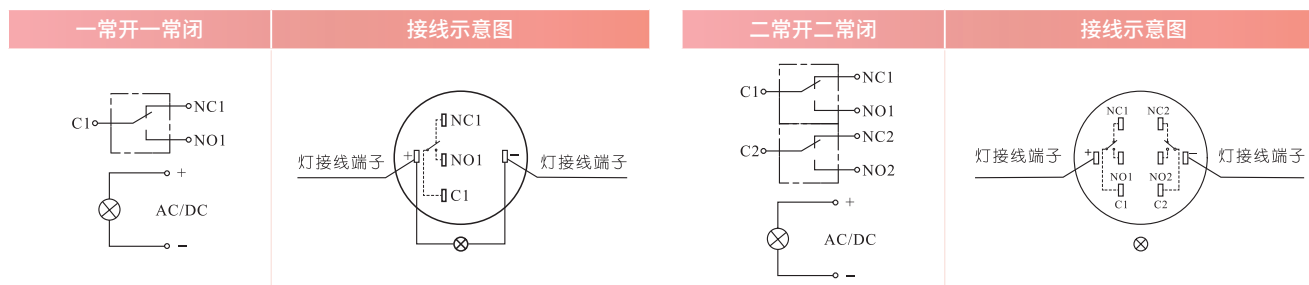 一常开一常闭
接线示意图
C1
NC1
NO1
+
AC/DC
−
NC1
NO1
C1
灯接线端子
+
−
灯接线端子
二常开二常闭
接线示意图
C1
NC1
NO1
C2
NC2
NO2
+
AC/DC
−
NC1 NC2
灯接线端子
+
−
灯接线端子
NO1 NO2
C1 C2